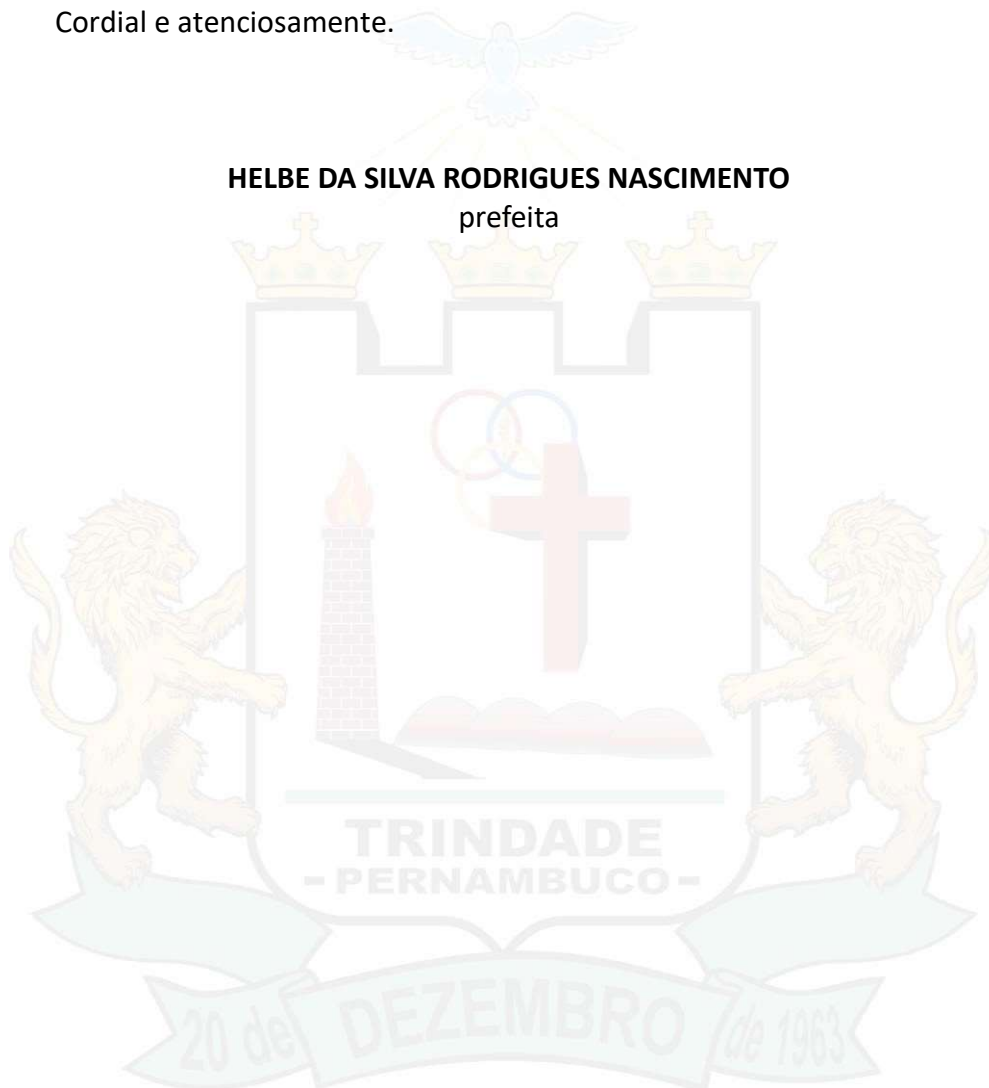 Cordial e atenciosamente.
HELBE DA SILVA RODRIGUES NASCIMENTO
prefeita
TRINDADE
- PERNAMBUCO -
20 de DEZEMBRO de 1963